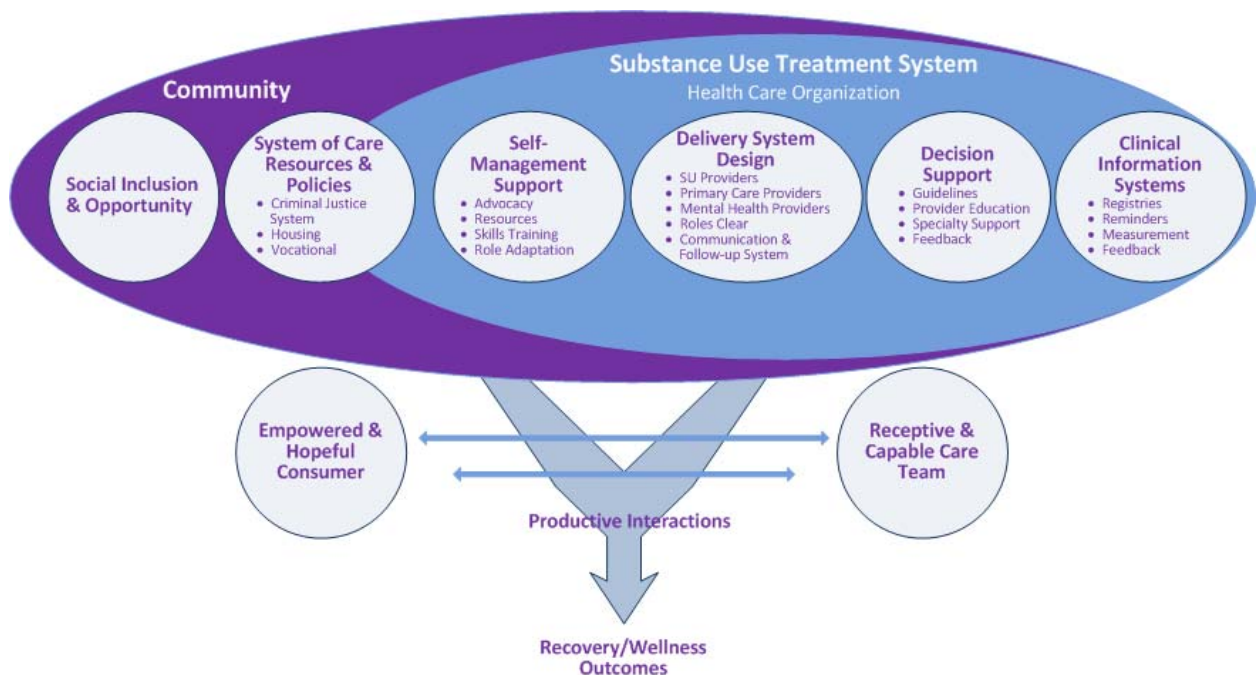 Substance Use Treatment System
Health Care Organization
Community
Social Inclusion
& Opportunity
System of Care
Resources &
Policies
• Criminal Justice
System
• Housing
• Vocational
Self-
Management
Support
• Advocacy
• Resources
• Skills Training
• Role Adaptation
Delivery System
Design
• SU Providers
• Primary Care Providers
• Mental Health Providers
• Roles Clear
• Communication &
Follow-up System
Decision
Support
• Guidelines
• Provider Education
• Specialty Support
• Feedback
Clinical
Information
Systems
• Registries
• Reminders
• Measurement
• Feedback
Empowered &
Hopeful
Consumer
Receptive &
Capable Care
Team
Productive Interactions
Recovery/Wellness
Outcomes